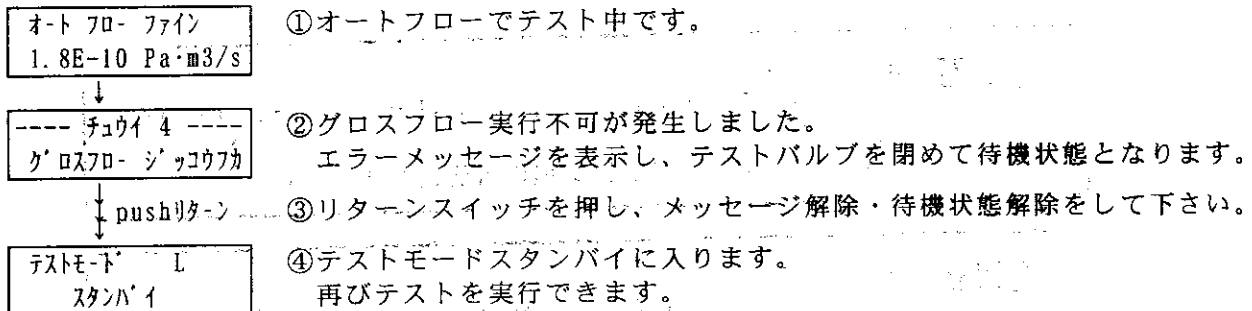 ｵｰﾄ ﾌﾛｰ ﾌｧｲﾝ ①オートフローでテスト中です。
1.8E-10 Pa･m3/s
↓
---- ﾁｭｳｲ 4 ---- ②グロスフロー実行不可が発生しました。
ｸﾞﾛｽﾌﾛｰ ｼﾞｯｺｳﾌｶ エラーメッセージを表示し、テストバルブを閉めて待機状態となります。
↓ pushﾘﾀｰﾝ ③リターンスイッチを押し、メッセージ解除・待機状態解除をして下さい。
ﾃｽﾄﾓｰﾄﾞ L ④テストモードスタンバイに入ります。
ｽﾀﾝﾊﾞｲ 再びテストを実行できます。